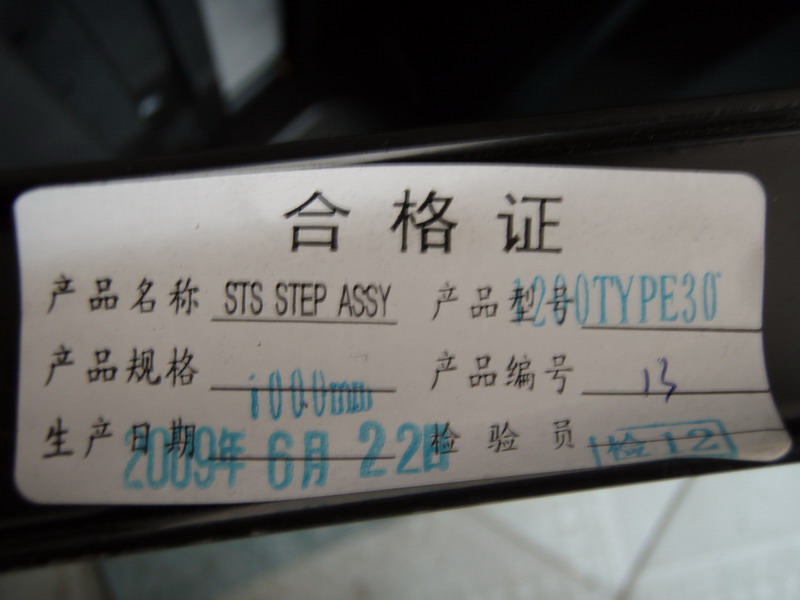 合格证
产品名称 STS STEP ASSY 产品型号 1200TYPE30
产品规格 1000mm 产品编号 13
生产日期 2009年6月22日 检验员 检12